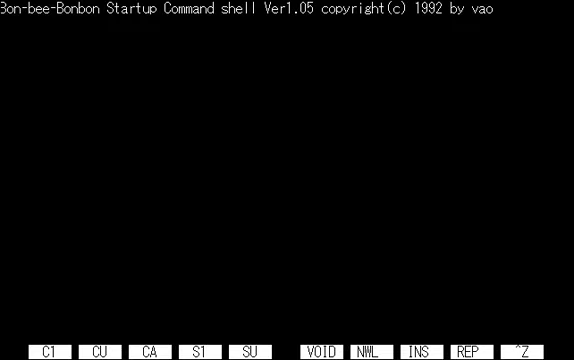 Bon-bee-Bonbon Startup Command shell Ver1.05 copyright(c) 1992 by vao
C1 CU CA S1 SU VOID NWL INS REP ^Z